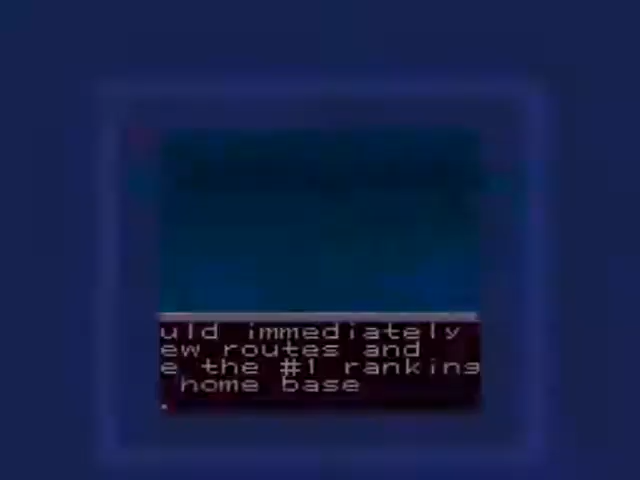 uld immediately
ew routes and
e the #1 ranking
home base
.